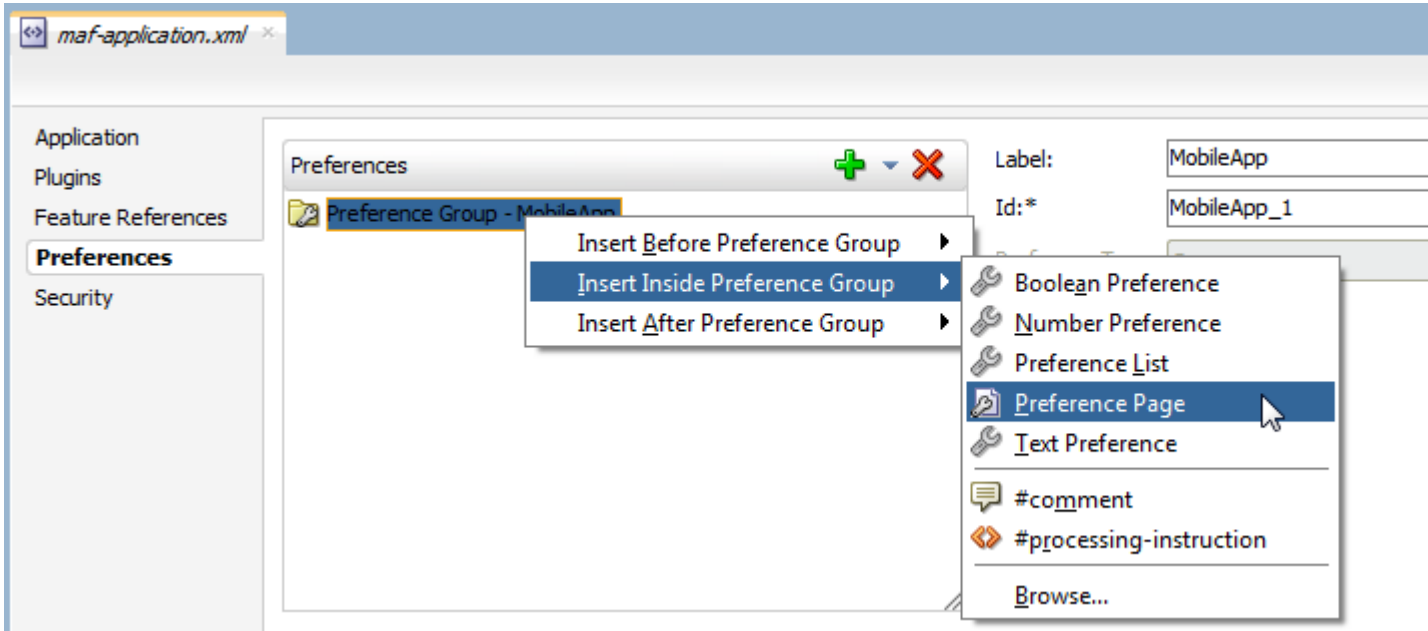 maf-application.xml
Application
Plugins
Feature References
Preferences
Security
Preferences
Preference Group - MobileApp
Label:
MobileApp
Id:*
MobileApp_1
Insert Before Preference Group
Insert Inside Preference Group
Insert After Preference Group
Boolean Preference
Number Preference
Preference List
Preference Page
Text Preference
#comment
#processing-instruction
Browse...